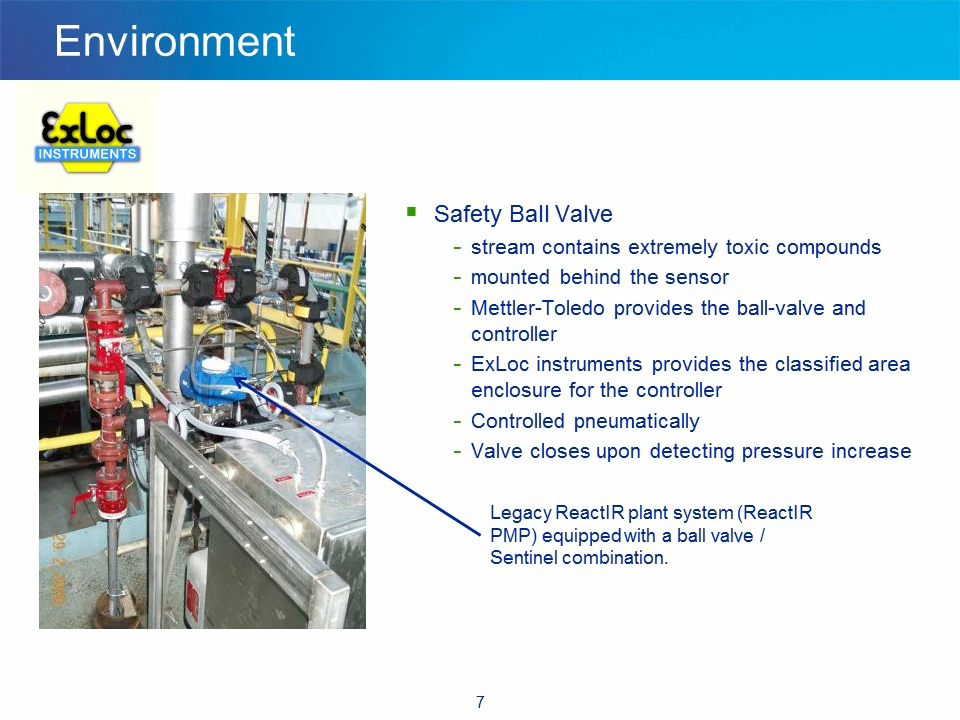 Environment
ExLoc
INSTRUMENTS
▪ Safety Ball Valve
- stream contains extremely toxic compounds
- mounted behind the sensor
- Mettler-Toledo provides the ball-valve and
controller
- ExLoc instruments provides the classified area
enclosure for the controller
- Controlled pneumatically
- Valve closes upon detecting pressure increase
Legacy ReactIR plant system (ReactIR
PMP) equipped with a ball valve /
Sentinel combination.
7